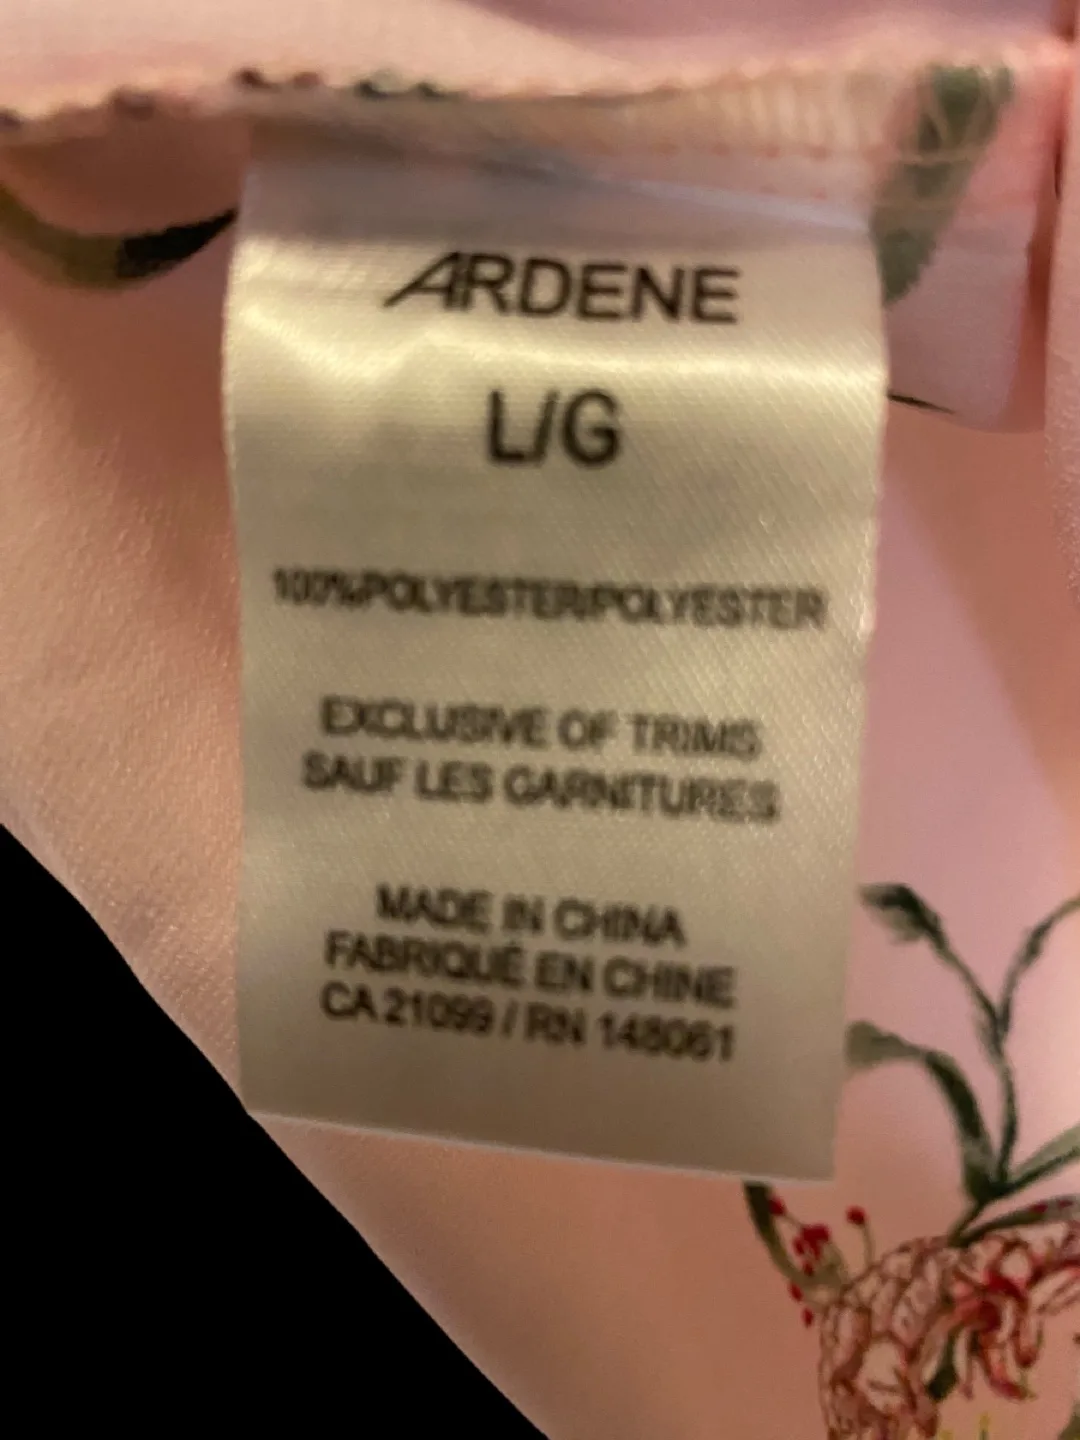 ARDENE
L/G
100%POLYESTER/POLYESTER
EXCLUSIVE OF TRIMS
SAUF LES GARNITURES
MADE IN CHINA
FABRIQUÉ EN CHINE
CA 21099 / RN 148061